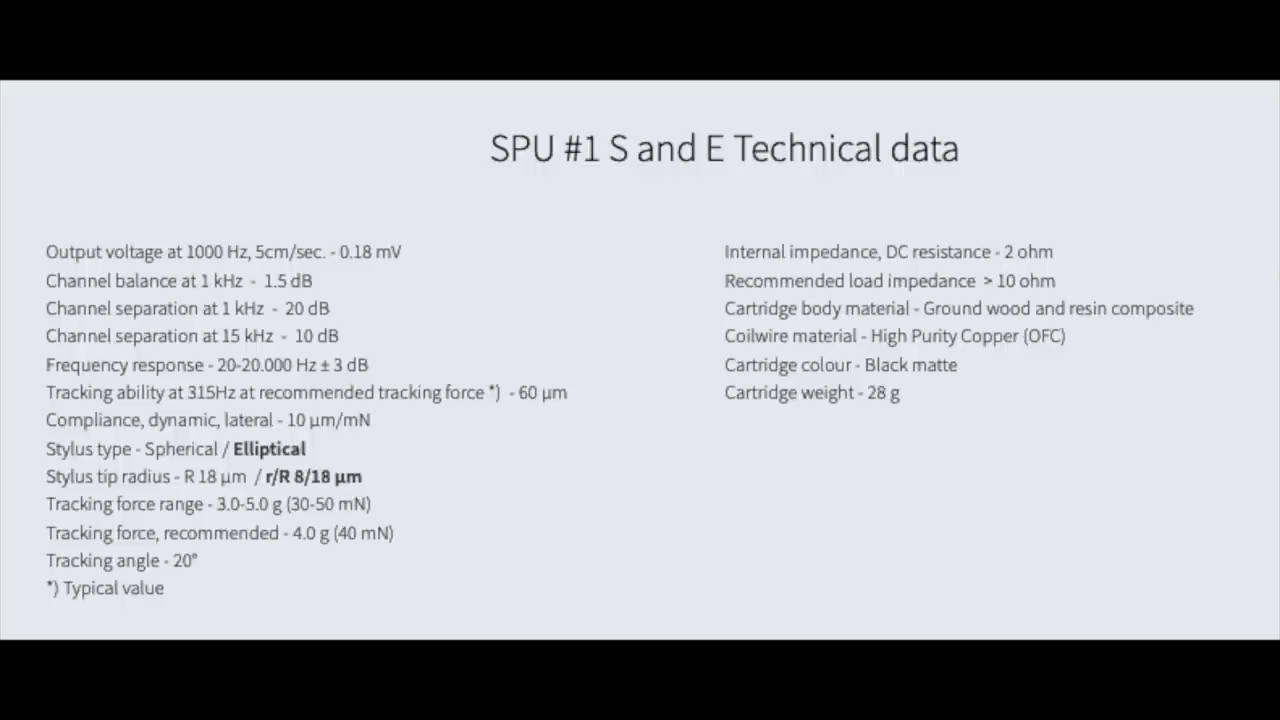 SPU #1 S and E Technical data
Output voltage at 1000 Hz, 5cm/sec. - 0.18 mV
Channel balance at 1 kHz - 1.5 dB
Channel separation at 1 kHz - 20 dB
Channel separation at 15 kHz - 10 dB
Frequency response - 20-20.000 Hz ± 3 dB
Tracking ability at 315Hz at recommended tracking force *) - 60 µm
Compliance, dynamic, lateral - 10 µm/mN
Stylus type - Spherical / Elliptical
Stylus tip radius - R 18 µm / r/R 8/18 µm
Tracking force range - 3.0-5.0 g (30-50 mN)
Tracking force, recommended - 4.0 g (40 mN)
Tracking angle - 20°
*) Typical value
Internal impedance, DC resistance - 2 ohm
Recommended load impedance > 10 ohm
Cartridge body material - Ground wood and resin composite
Coilwire material - High Purity Copper (OFC)
Cartridge colour - Black matte
Cartridge weight - 28 g